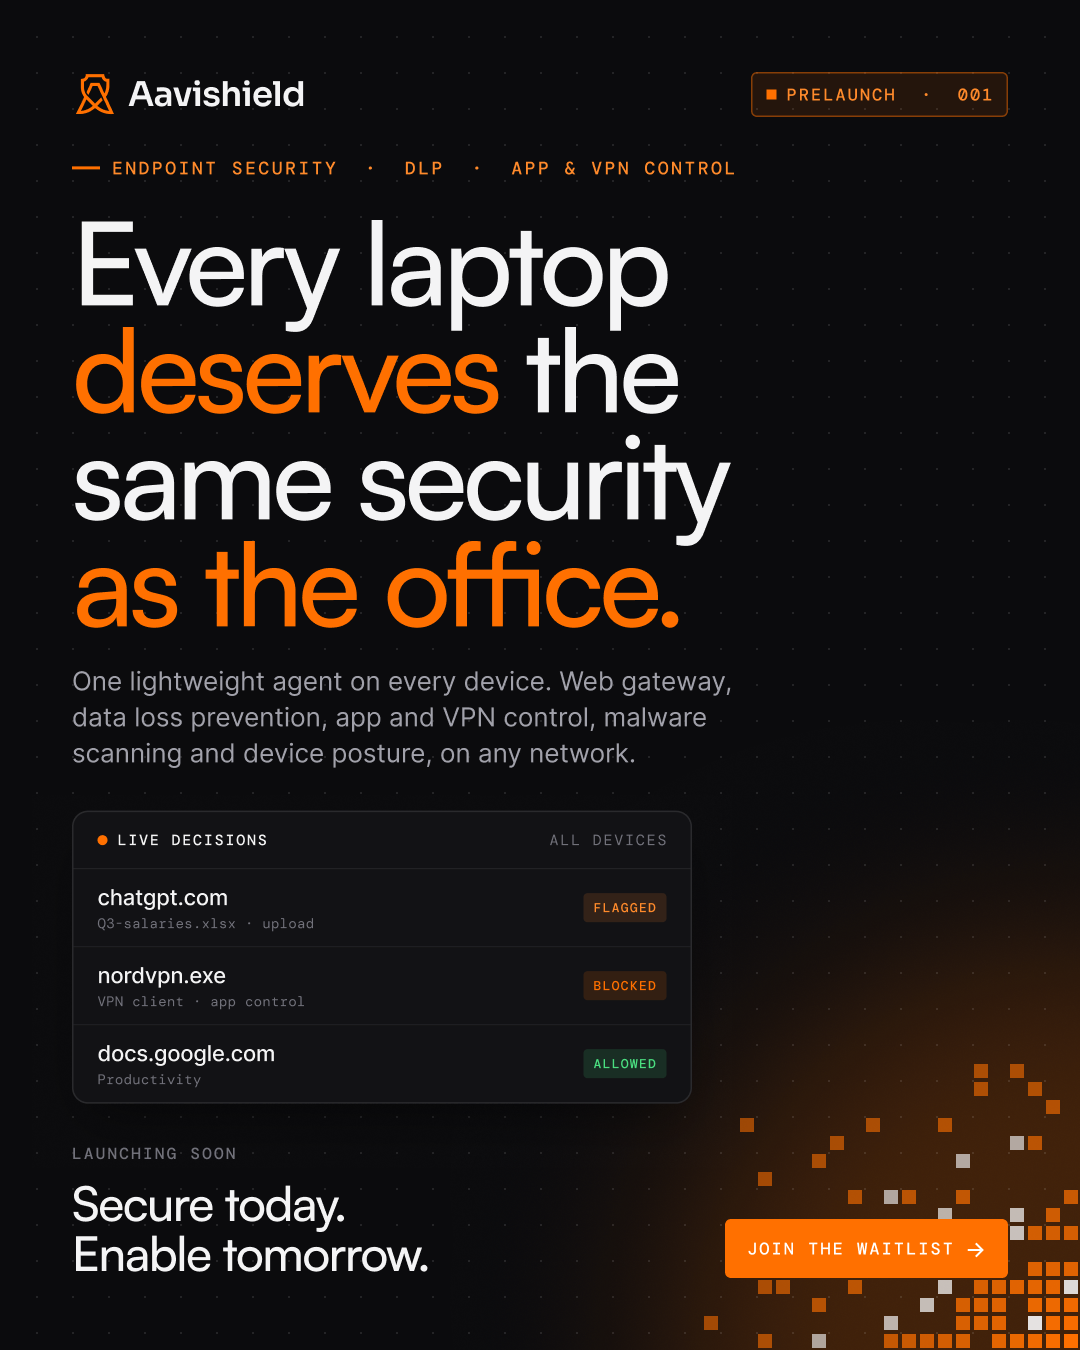 Aavishield
PRELAUNCH · 001
ENDPOINT SECURITY · DLP · APP & VPN CONTROL
Every laptop
deserves the
same security
as the office.
One lightweight agent on every device. Web gateway,
data loss prevention, app and VPN control, malware
scanning and device posture, on any network.
LIVE DECISIONS ALL DEVICES
chatgpt.com
Q3-salaries.xlsx · upload
FLAGGED
nordvpn.exe
VPN client · app control
BLOCKED
docs.google.com
Productivity
ALLOWED
LAUNCHING SOON
Secure today.
Enable tomorrow.
JOIN THE WAITLIST →